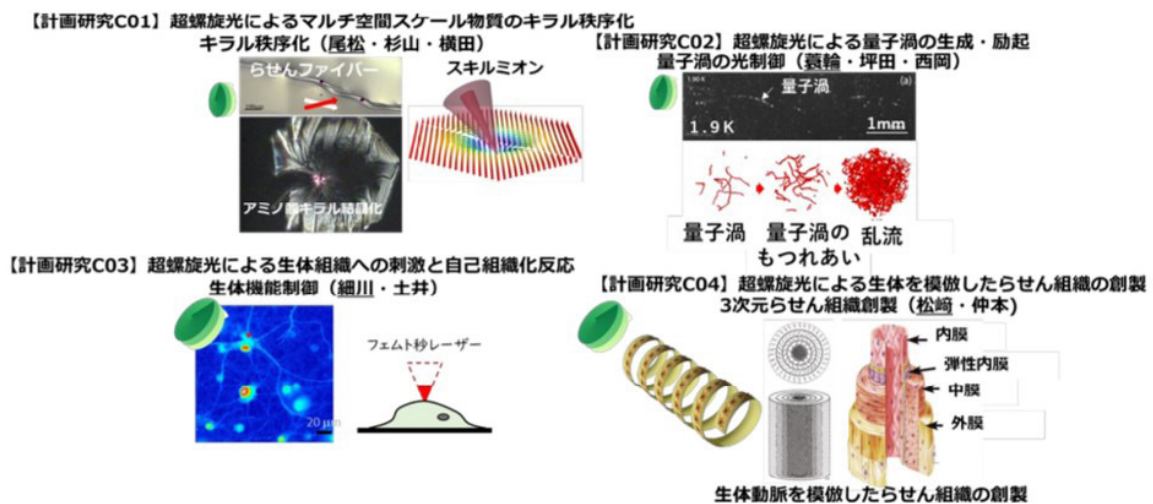 【計画研究C01】超螺旋光によるマルチ空間スケール物質のキラル秩序化
キラル秩序化（尾松・杉山・横田）
らせんファイバー
スキルミオン
アミノ酸キラル結晶化
【計画研究C02】超螺旋光による量子渦の生成・励起
量子渦の光制御（蓑輪・坪田・西岡）
1.90 K
量子渦
(a)
1.9 K
1mm
量子渦
量子渦の
もつれあい
乱流
【計画研究C03】超螺旋光による生体組織への刺激と自己組織化反応
生体機能制御（細川・土井）
フェムト秒レーザー
20 μm
【計画研究C04】超螺旋光による生体を模倣したらせん組織の創製
3次元らせん組織創製（松﨑・仲本)
内膜
弾性内膜
中膜
外膜
生体動脈を模倣したらせん組織の創製